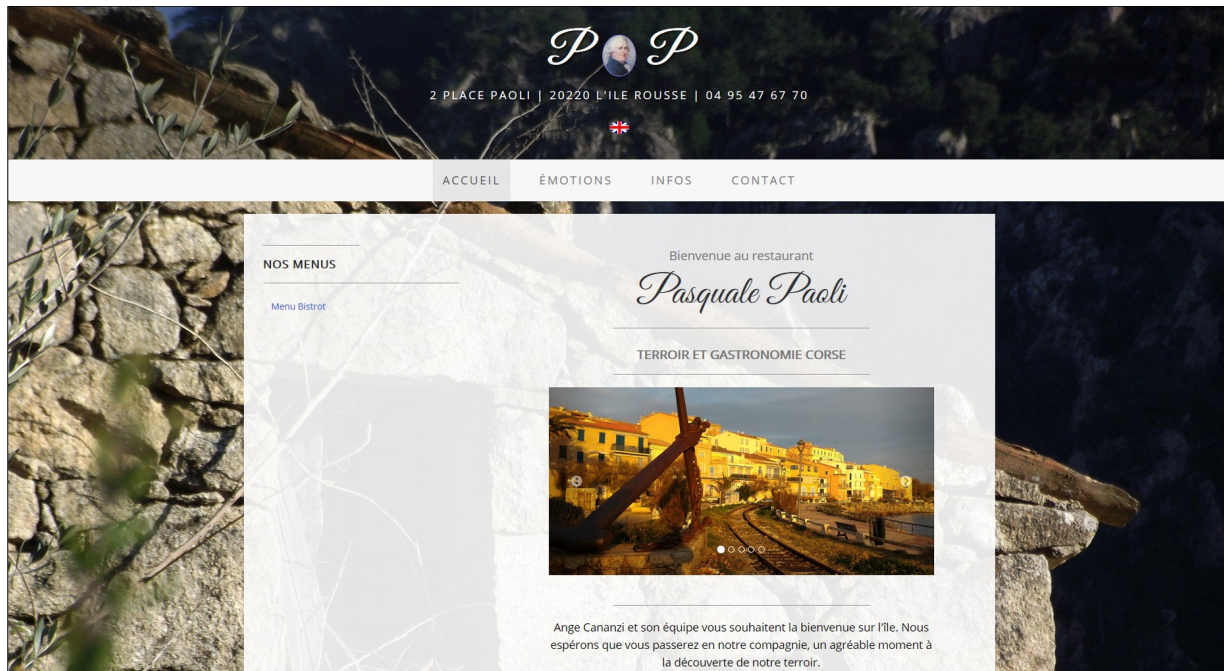 P P
2 PLACE PAOLI | 20220 L'ILE ROUSSE | 04 95 47 67 70
ACCUEIL ÉMOTIONS INFOS CONTACT
NOS MENUS
Menu Bistrot
Bienvenue au restaurant
Pasquale Paoli
TERROIR ET GASTRONOMIE CORSE
Ange Cananzi et son équipe vous souhaitent la bienvenue sur l'île. Nous
espérons que vous passerez en notre compagnie, un agréable moment à
la découverte de notre terroir.